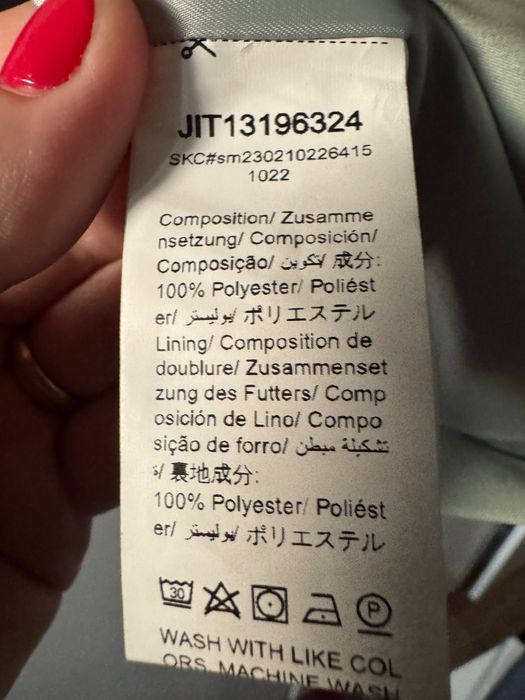 JIT13196324
SKC#sm230210226415
1022
Composition/ Zusamme
nsetzung/ Composición/
Composição/ تكوين/ 成分:
100% Polyester/ Poliést
er/ بوليستر/ ポリエステル
Lining/ Composition de
doublure/ Zusammenset
zung des Futters/ Comp
osición de Lino/ Compo
sição de forro/ تشكيلة مبطن
ة/ 裏地成分:
100% Polyester/ Poliést
er/ بوليستر/ ポリエステル
30
P
WASH WITH LIKE COL
ORS, MACHINE WASH